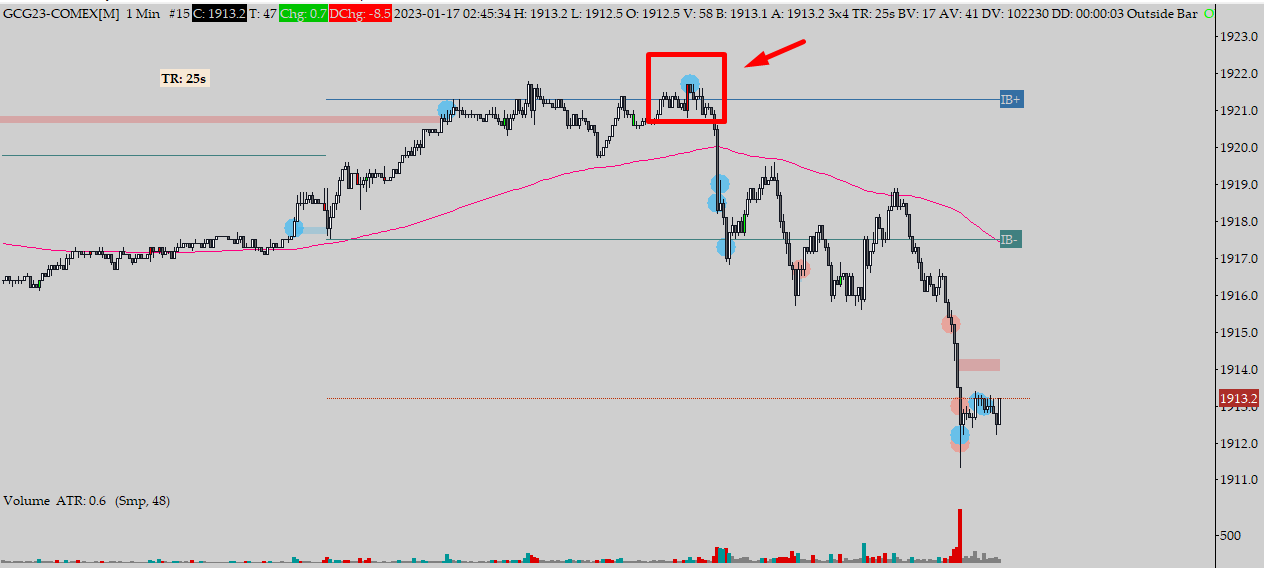 GCG23-COMEX[M] 1 Min #15 C: 1913.2 T: 47 Chg: 0.7 DChg: -8.5 2023-01-17 02:45:34 H: 1913.2 L: 1912.5 O: 1912.5 V: 58 B: 1913.1 A: 1913.2 3x4 TR: 25s BV: 17 AV: 41 DV: 102230 DD: 00:00:03 Outside Bar O
1923.0
TR: 25s
1922.0
IB+
1921.0
1920.0
1919.0
1918.0
IB-
1917.0
1916.0
1915.0
1914.0
1913.2
1912.0
1911.0
Volume ATR: 0.6 (Smp, 48)
500